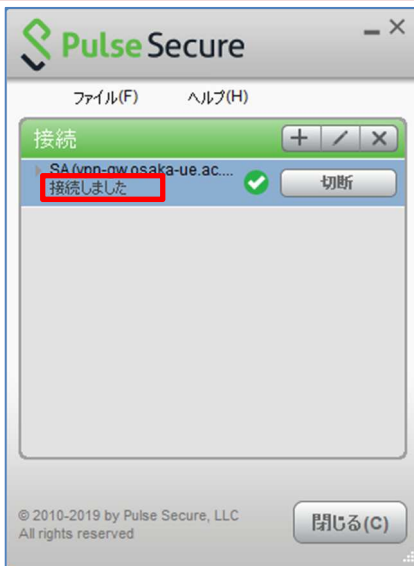 Pulse Secure
ファイル(F) ヘルプ(H)
接続
SA (vpn-gw.osaka-ue.ac....
接続しました
切断
© 2010-2019 by Pulse Secure, LLC
All rights reserved
閉じる(C)